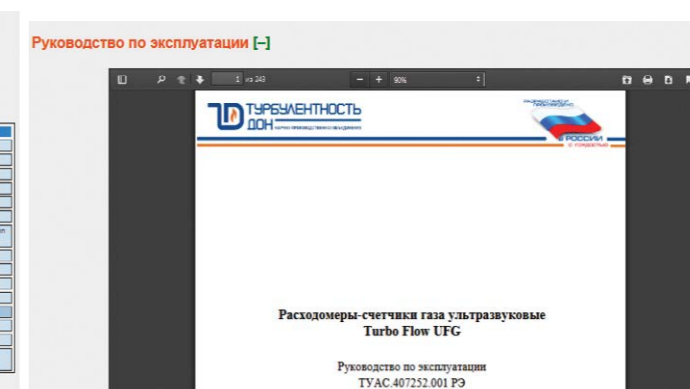 Руководство по эксплуатации [–]
1 из 243
90%
ТУРБУЛЕНТНОСТЬ
ДОН
РОССИИ
С ГОРДОСТЬЮ
Расходомеры-счетчики газа ультразвуковые
Turbo Flow UFG
Руководство по эксплуатации
ТУАС.407252.001 РЭ